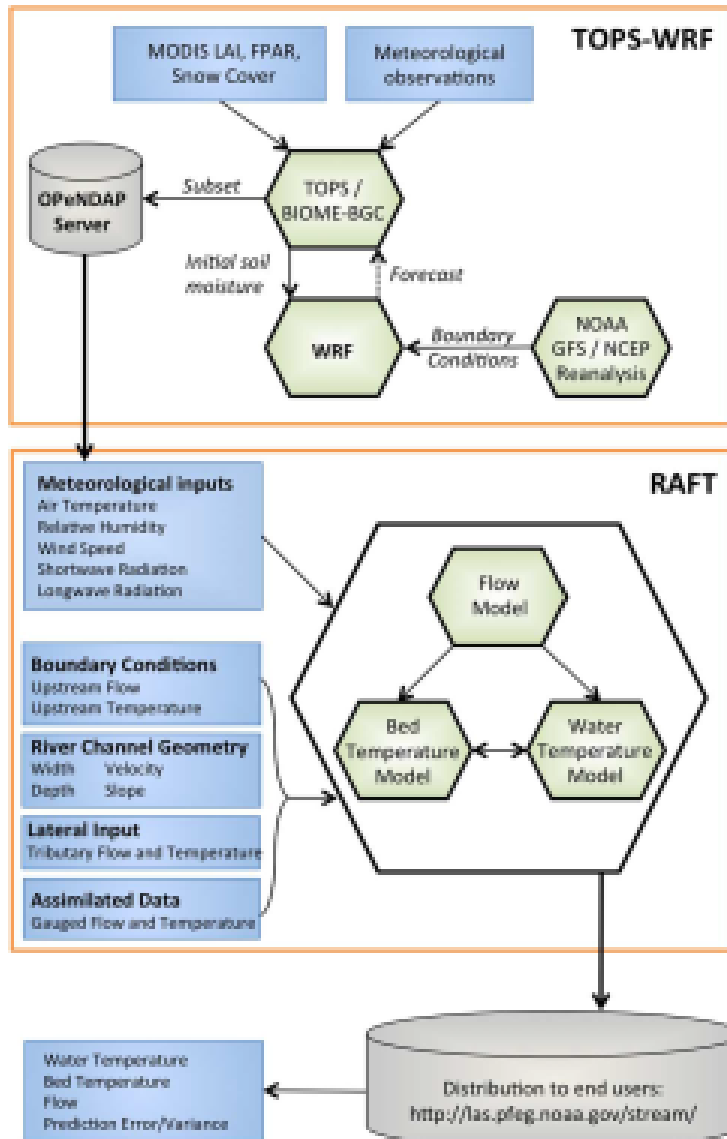 TOPS-WRF
MODIS LAI, FPAR,
Snow Cover
Meteorological
observations
OPeNDAP
Server
Subset
TOPS /
BIOME-BGC
Initial soil
moisture
Forecast
WRF
Boundary
Conditions
NOAA
GFS / NCEP
Reanalysis
RAFT
Meteorological inputs
Air Temperature
Relative Humidity
Wind Speed
Shortwave Radiation
Longwave Radiation
Flow
Model
Boundary Conditions
Upstream Flow
Upstream Temperature
Bed
Temperature
Model
Water
Temperature
Model
River Channel Geometry
Width Velocity
Depth Slope
Lateral Input
Tributary Flow and Temperature
Assimilated Data
Gauged Flow and Temperature
Water Temperature
Bed Temperature
Flow
Prediction Error/Variance
Distribution to end users:
http://las.pfeg.noaa.gov/stream/